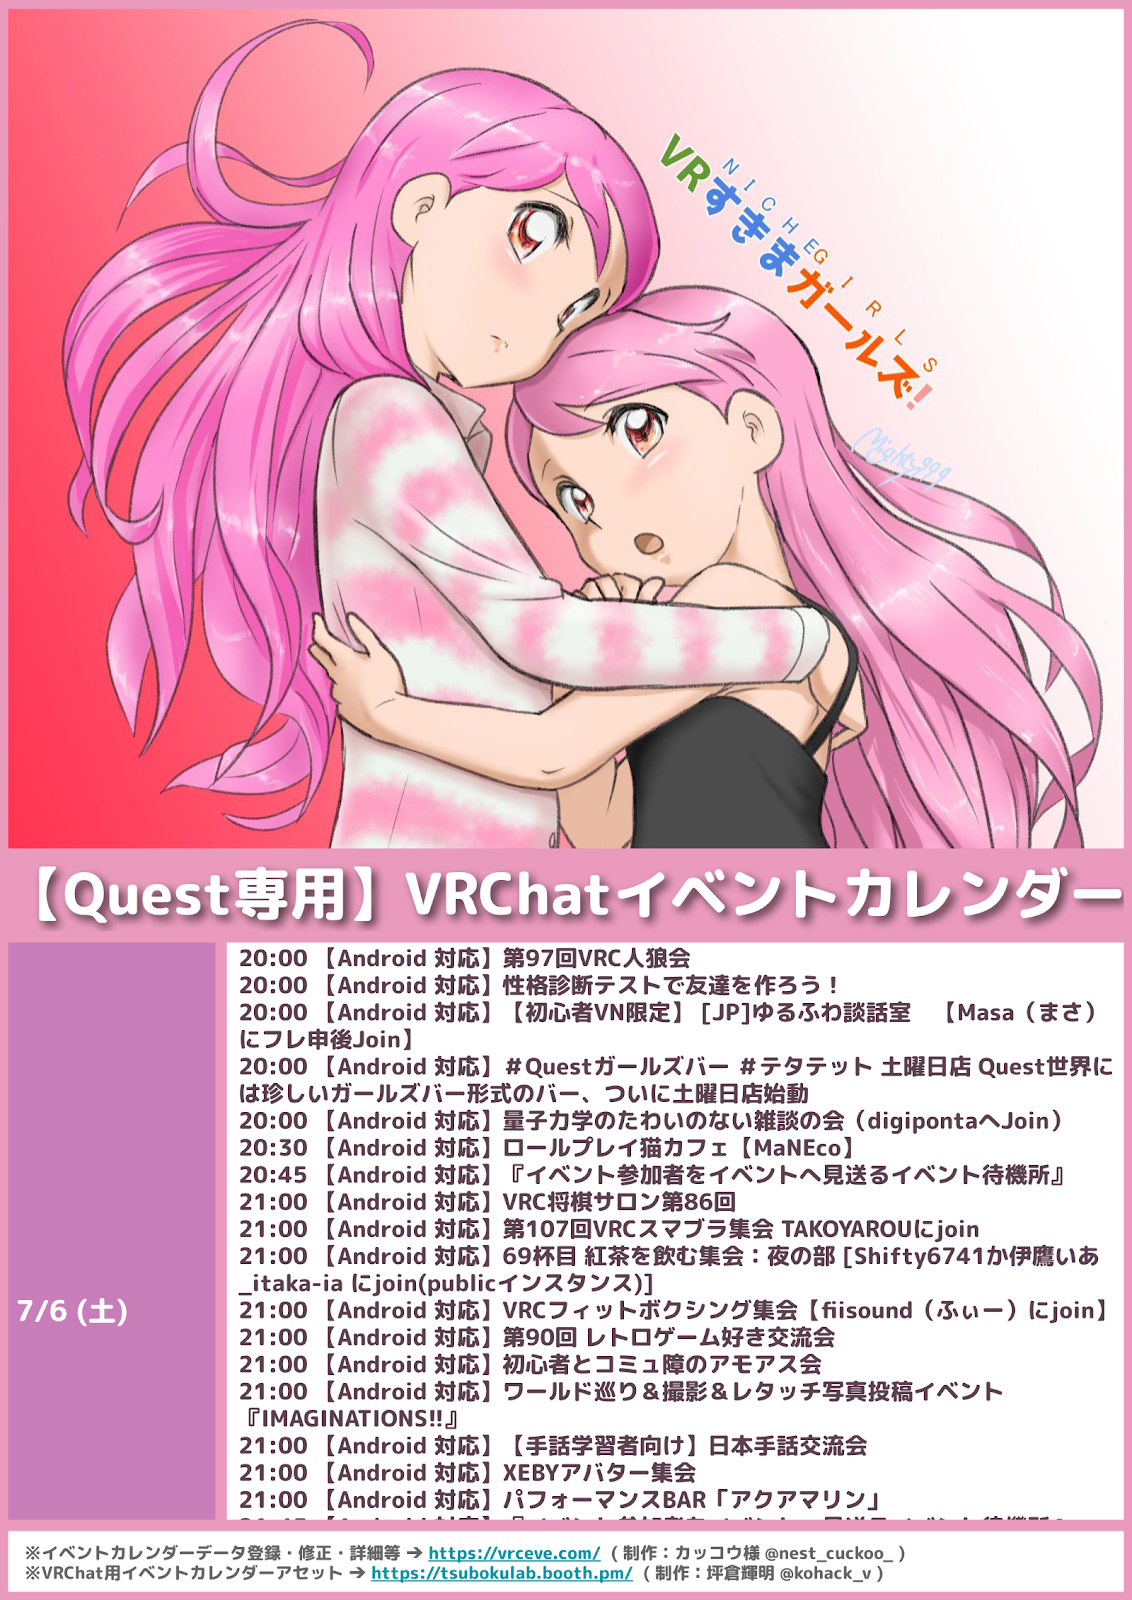 NICHE GIRLS
VRすきまガールズ!
Mighty999
【Quest専用】VRChatイベントカレンダー
7/6 (土)
20:00 【Android 対応】第97回VRC人狼会
20:00 【Android 対応】性格診断テストで友達を作ろう！
20:00 【Android 対応】【初心者VN限定】 [JP]ゆるふわ談話室　【Masa（まさ）
にフレ申後Join】
20:00 【Android 対応】＃Questガールズバー ＃テタテット 土曜日店 Quest世界に
は珍しいガールズバー形式のバー、ついに土曜日店始動
20:00 【Android 対応】量子力学のたわいのない雑談の会（digipontaへJoin）
20:30 【Android 対応】ロールプレイ猫カフェ【MaNEco】
20:45 【Android 対応】『イベント参加者をイベントへ見送るイベント待機所』
21:00 【Android 対応】VRC将棋サロン第86回
21:00 【Android 対応】第107回VRCスマブラ集会 TAKOYAROUにjoin
21:00 【Android 対応】69杯目 紅茶を飲む集会：夜の部 [Shifty6741か伊鷹いあ
_itaka-ia にjoin(publicインスタンス)]
21:00 【Android 対応】VRCフィットボクシング集会【fiisound（ふぃー）にjoin】
21:00 【Android 対応】第90回 レトロゲーム好き交流会
21:00 【Android 対応】初心者とコミュ障のアモアス会
21:00 【Android 対応】ワールド巡り＆撮影＆レタッチ写真投稿イベント
『IMAGINATIONS!!』
21:00 【Android 対応】【手話学習者向け】日本手話交流会
21:00 【Android 対応】XEBYアバター集会
21:00 【Android 対応】パフォーマンスBAR「アクアマリン」
※イベントカレンダーデータ登録・修正・詳細等 ➔ https://vrceve.com/ （制作：カッコウ様 @nest_cuckoo_ ）
※VRChat用イベントカレンダーアセット ➔ https://tsubokulab.booth.pm/ （制作：坪倉輝明 @kohack_v ）